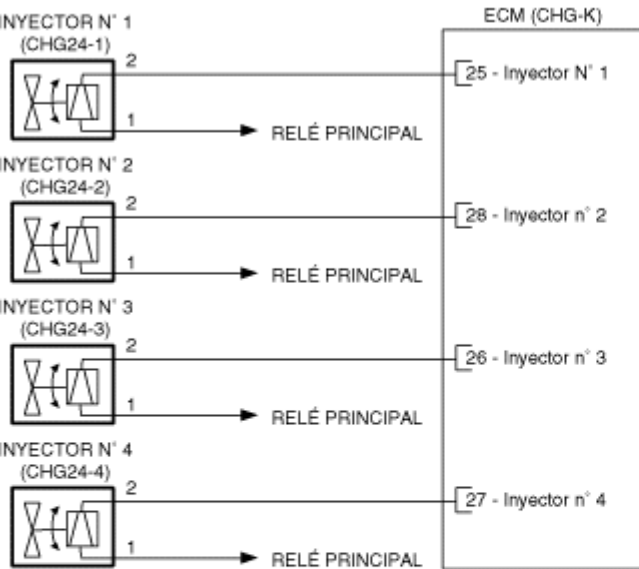 ECM (CHG-K)
INYECTOR N° 1
(CHG24-1)
2
25 - Inyector N° 1
1
RELÉ PRINCIPAL
INYECTOR N° 2
(CHG24-2)
2
28 - Inyector n° 2
1
RELÉ PRINCIPAL
INYECTOR N° 3
(CHG24-3)
2
26 - Inyector n° 3
1
RELÉ PRINCIPAL
INYECTOR N° 4
(CHG24-4)
2
27 - Inyector n° 4
1
RELÉ PRINCIPAL